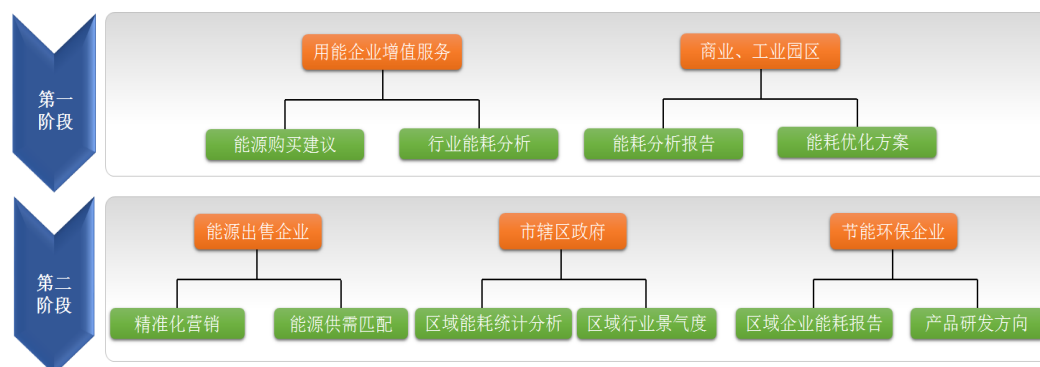 第一
阶段
用能企业增值服务
商业、工业园区
能源购买建议
行业能耗分析
能耗分析报告
能耗优化方案
第二
阶段
能源出售企业
市辖区政府
节能环保企业
精准化营销
能源供需匹配
区域能耗统计分析
区域行业景气度
区域企业能耗报告
产品研发方向